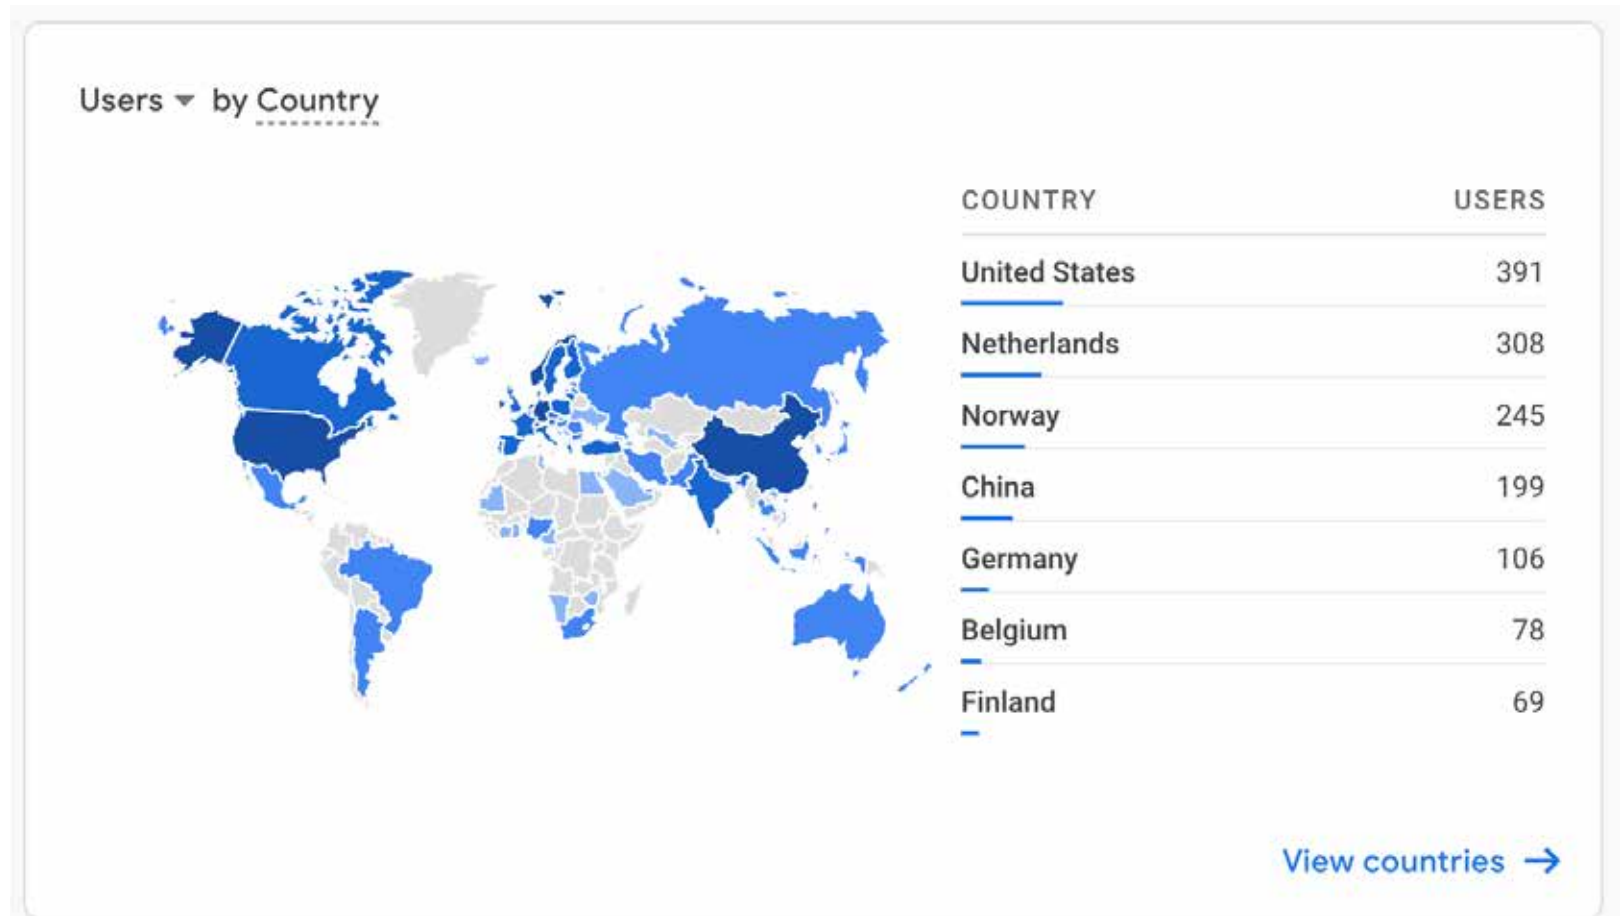 Users by Country
COUNTRY USERS
United States 391
Netherlands 308
Norway 245
China 199
Germany 106
Belgium 78
Finland 69
View countries →